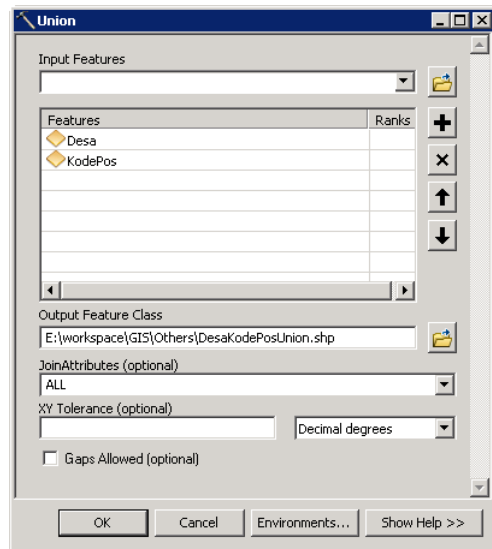 Union
Input Features
Features Ranks
Desa
KodePos
Output Feature Class
E:\workspace\GIS\Others\DesaKodePosUnion.shp
JoinAttributes (optional)
ALL
XY Tolerance (optional)
Decimal degrees
Gaps Allowed (optional)
OK Cancel Environments... Show Help >>